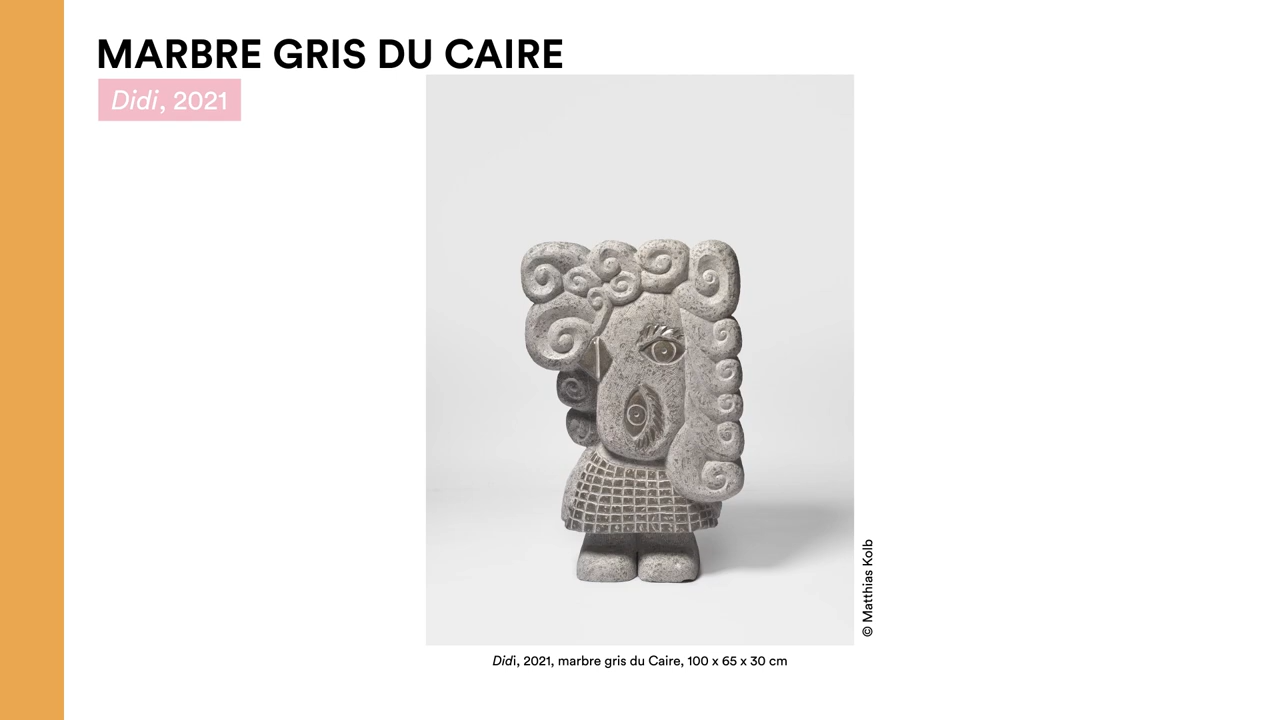 MARBRE GRIS DU CAIRE
Didi, 2021
© Matthias Kolb
Didi, 2021, marbre gris du Caire, 100 x 65 x 30 cm